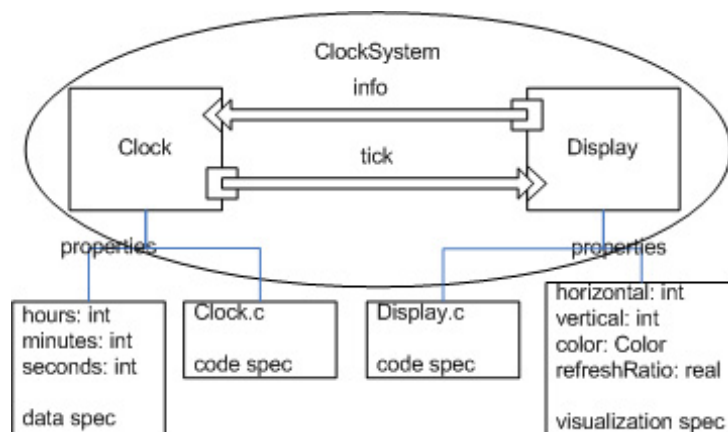 ClockSystem
info
Clock
Display
tick
properties
properties
hours: int
minutes: int
seconds: int
data spec
Clock.c
code spec
Display.c
code spec
horizontal: int
vertical: int
color: Color
refreshRatio: real
visualization spec